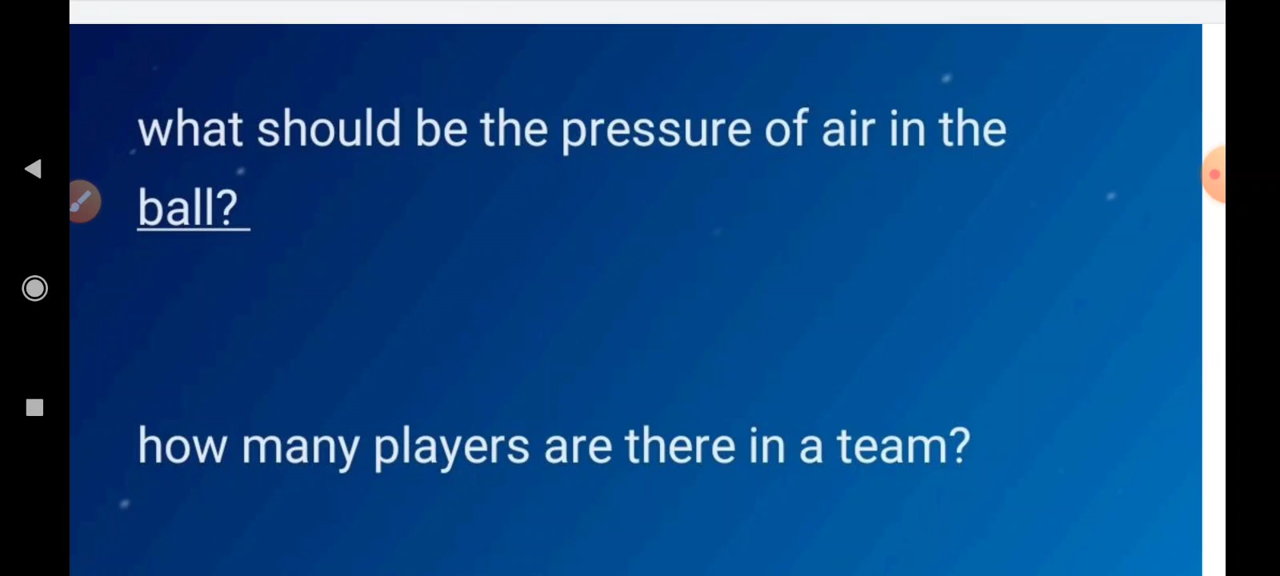 what should be the pressure of air in the
ball?
how many players are there in a team?